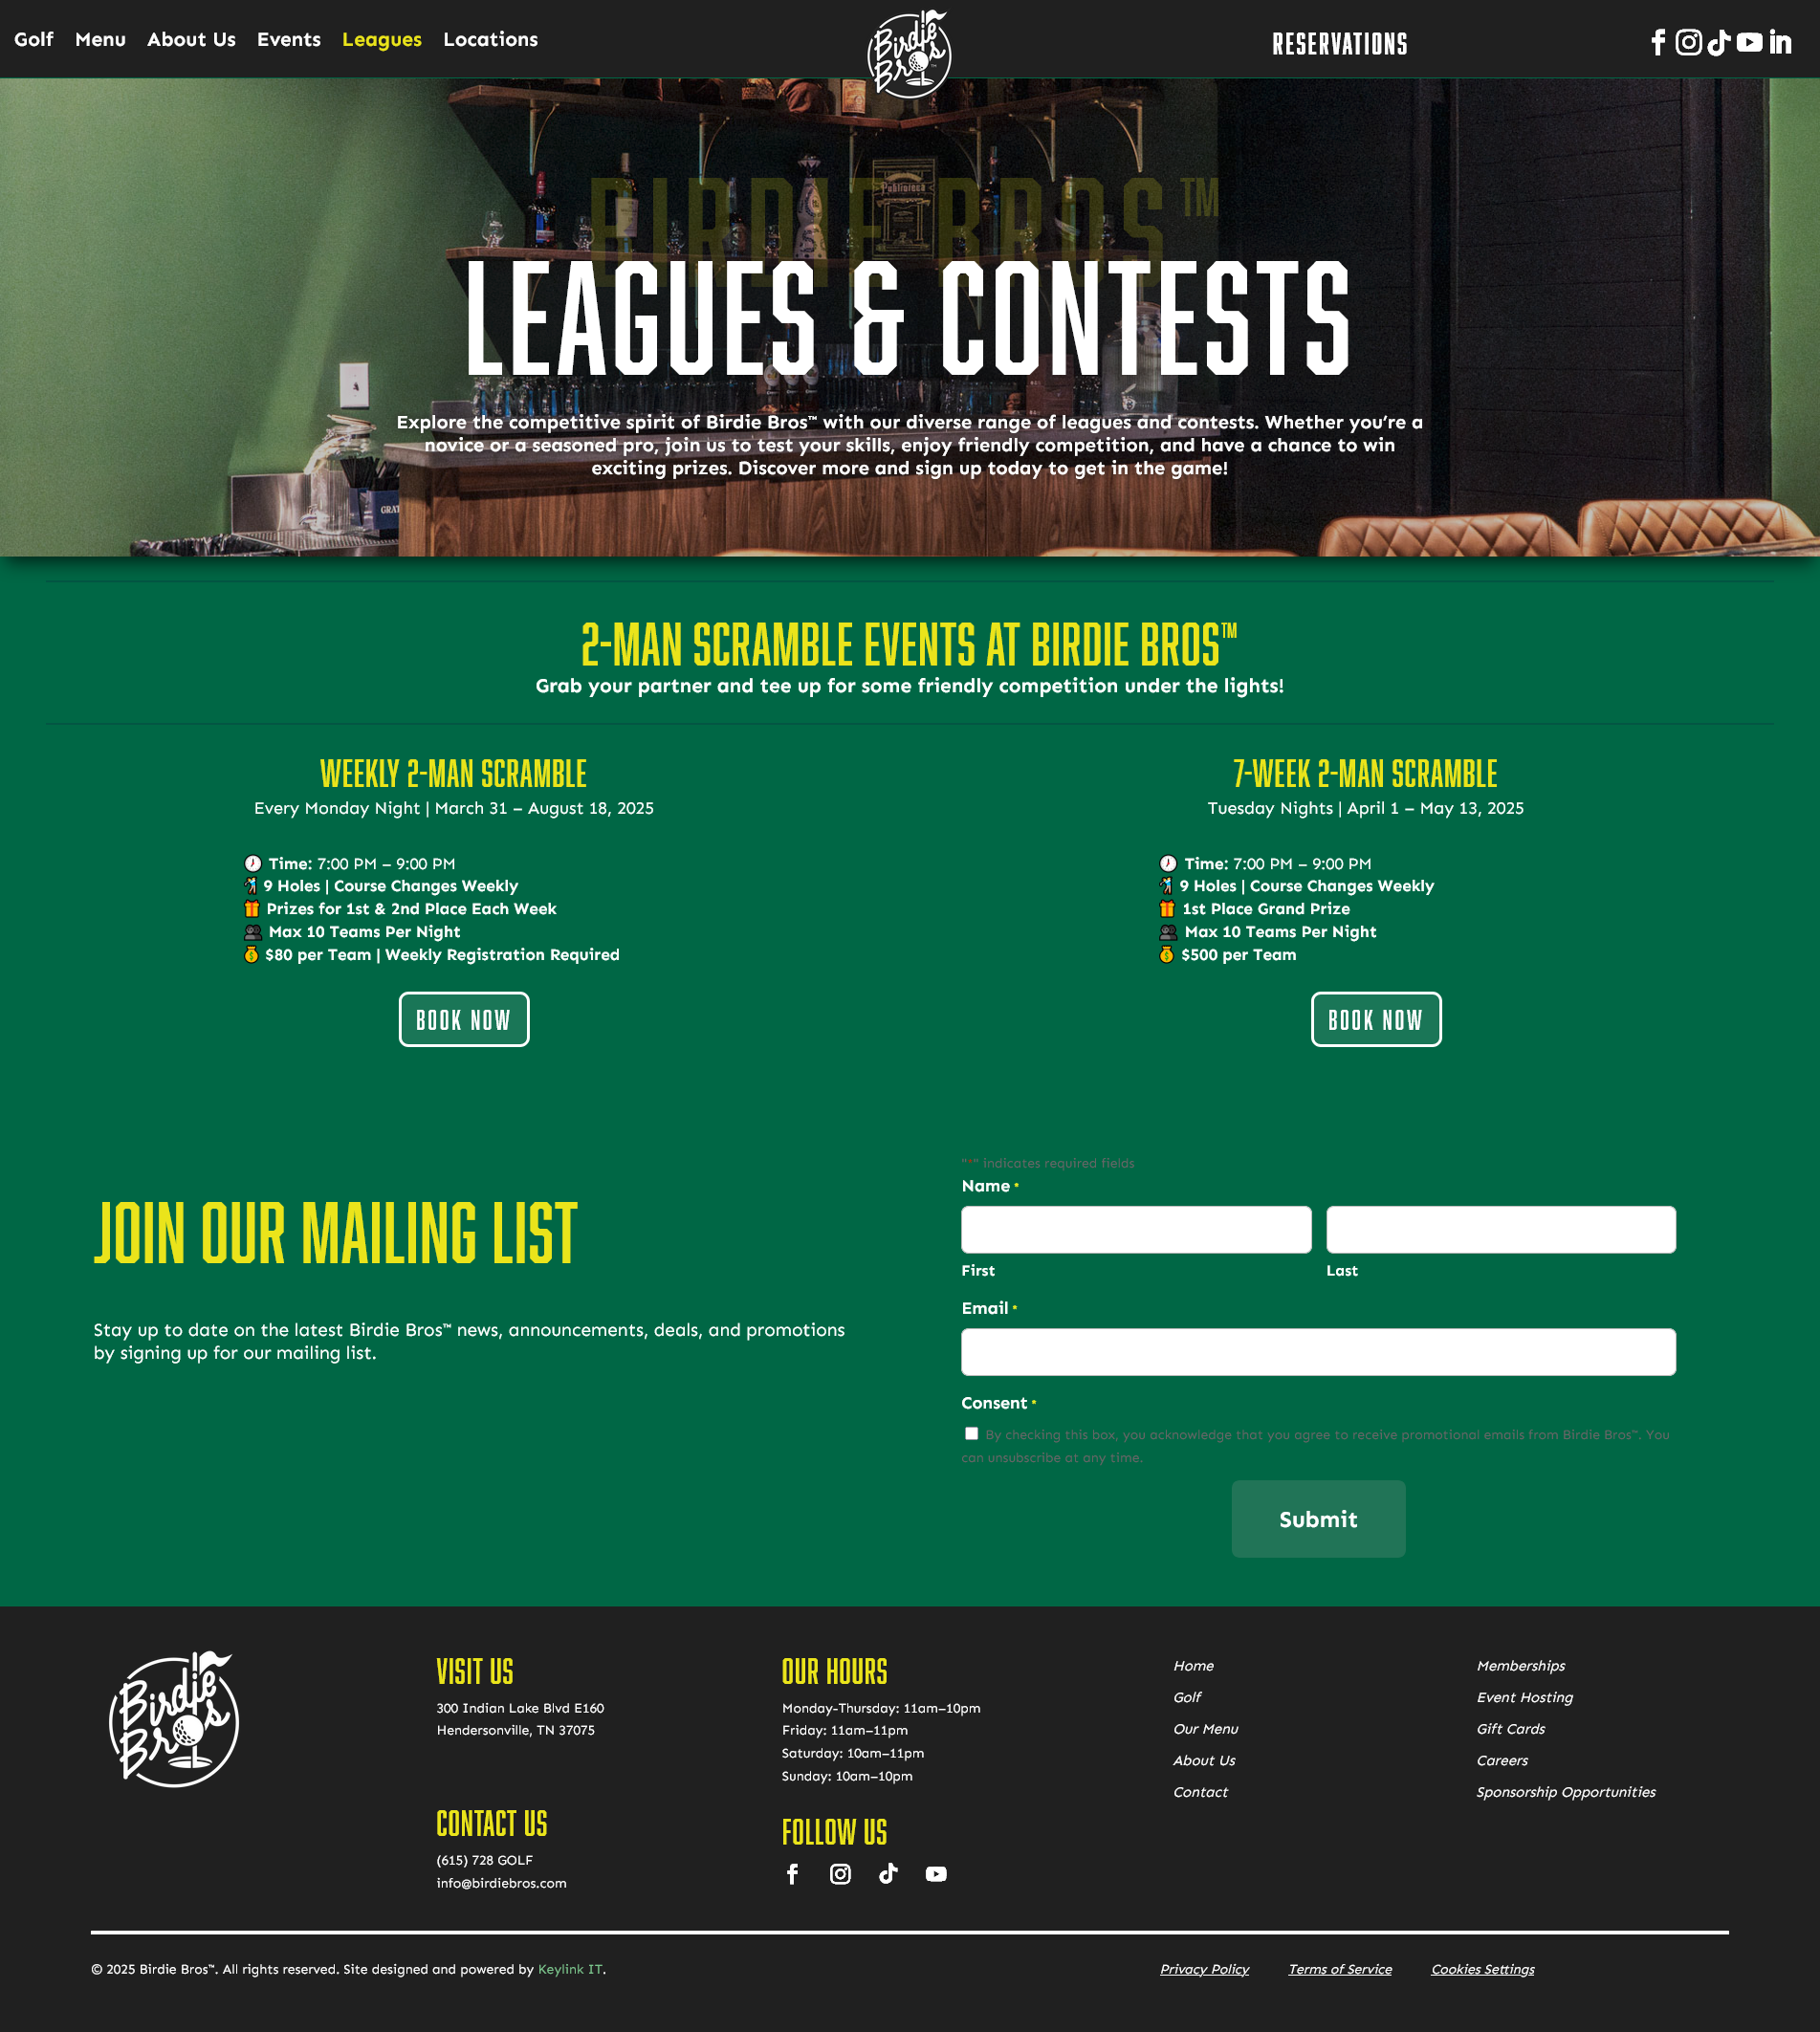 Golf Menu About Us Events Leagues Locations
Birdie Bros ™
RESERVATIONS
BIRDIE BROS™
LEAGUES & CONTESTS
Explore the competitive spirit of Birdie Bros™ with our diverse range of leagues and contests. Whether you’re a
novice or a seasoned pro, join us to test your skills, enjoy friendly competition, and have a chance to win
exciting prizes. Discover more and sign up today to get in the game!
2-MAN SCRAMBLE EVENTS AT BIRDIE BROS™
Grab your partner and tee up for some friendly competition under the lights!
WEEKLY 2-MAN SCRAMBLE
Every Monday Night | March 31 – August 18, 2025
Time: 7:00 PM – 9:00 PM
9 Holes | Course Changes Weekly
Prizes for 1st & 2nd Place Each Week
Max 10 Teams Per Night
$80 per Team | Weekly Registration Required
BOOK NOW
7-WEEK 2-MAN SCRAMBLE
Tuesday Nights | April 1 – May 13, 2025
Time: 7:00 PM – 9:00 PM
9 Holes | Course Changes Weekly
1st Place Grand Prize
Max 10 Teams Per Night
$500 per Team
BOOK NOW
JOIN OUR MAILING LIST
Stay up to date on the latest Birdie Bros™ news, announcements, deals, and promotions
by signing up for our mailing list.
"*" indicates required fields
Name *
First Last
Email *
Consent *
By checking this box, you acknowledge that you agree to receive promotional emails from Birdie Bros™. You
can unsubscribe at any time.
Submit
Birdie Bros
VISIT US
300 Indian Lake Blvd E160
Hendersonville, TN 37075
CONTACT US
(615) 728 GOLF
info@birdiebros.com
OUR HOURS
Monday-Thursday: 11am–10pm
Friday: 11am–11pm
Saturday: 10am–11pm
Sunday: 10am–10pm
FOLLOW US
Home
Golf
Our Menu
About Us
Contact
Memberships
Event Hosting
Gift Cards
Careers
Sponsorship Opportunities
© 2025 Birdie Bros™. All rights reserved. Site designed and powered by Keylink IT.
Privacy Policy Terms of Service Cookies Settings